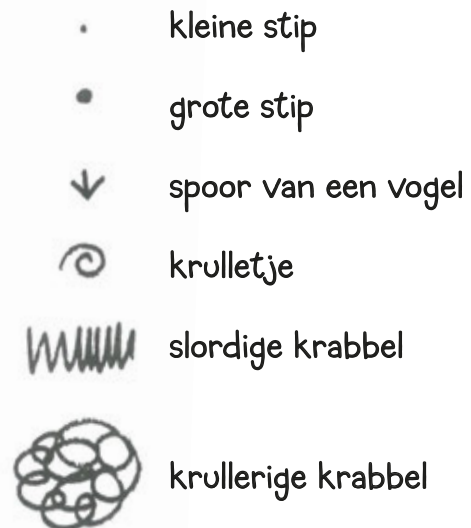 kleine stip
grote stip
spoor van een vogel
krulletje
slordige krabbel
krullerige krabbel